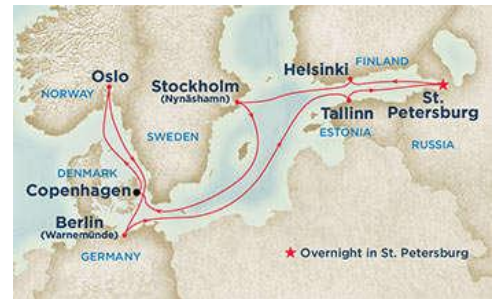 FINLAND
Oslo
Helsinki
NORWAY
Stockholm
(Nynäshamn)
St.
Petersburg
Tallinn
ESTONIA
SWEDEN
RUSSIA
DENMARK
Copenhagen
Berlin
(Warnemünde)
GERMANY
Overnight in St. Petersburg